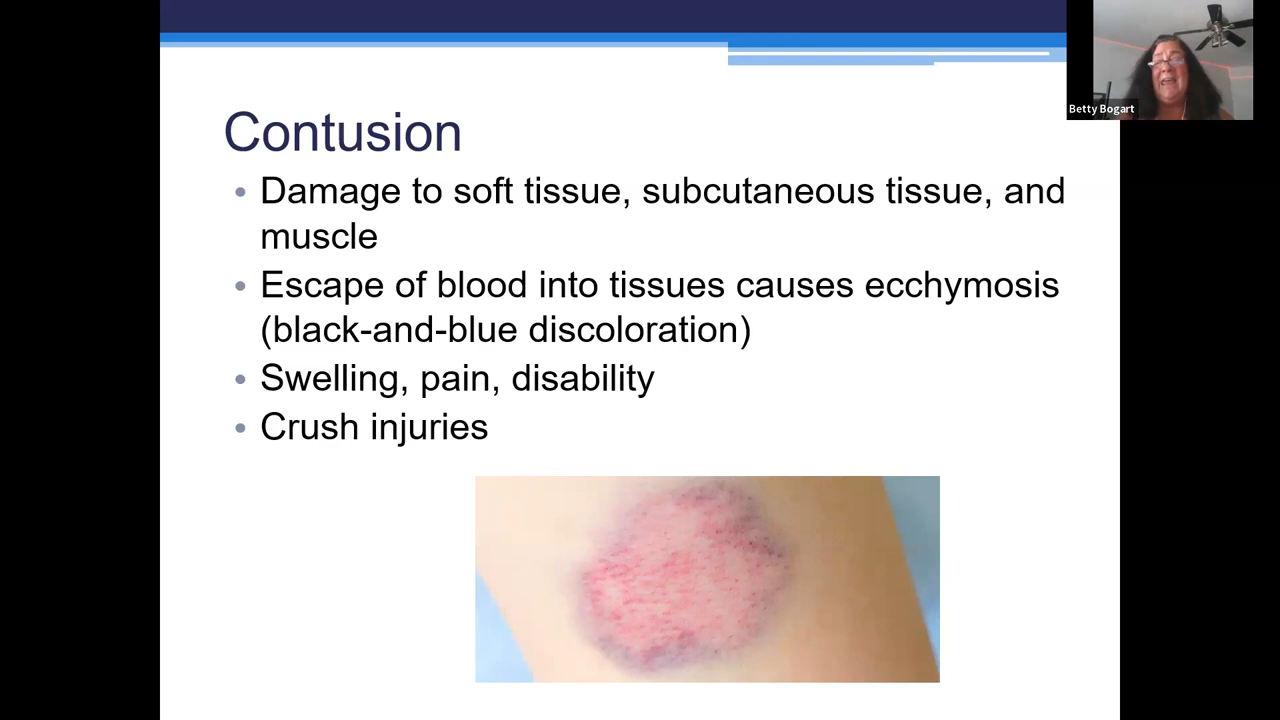 Betty Bogart
Contusion
• Damage to soft tissue, subcutaneous tissue, and
muscle
• Escape of blood into tissues causes ecchymosis
(black-and-blue discoloration)
• Swelling, pain, disability
• Crush injuries